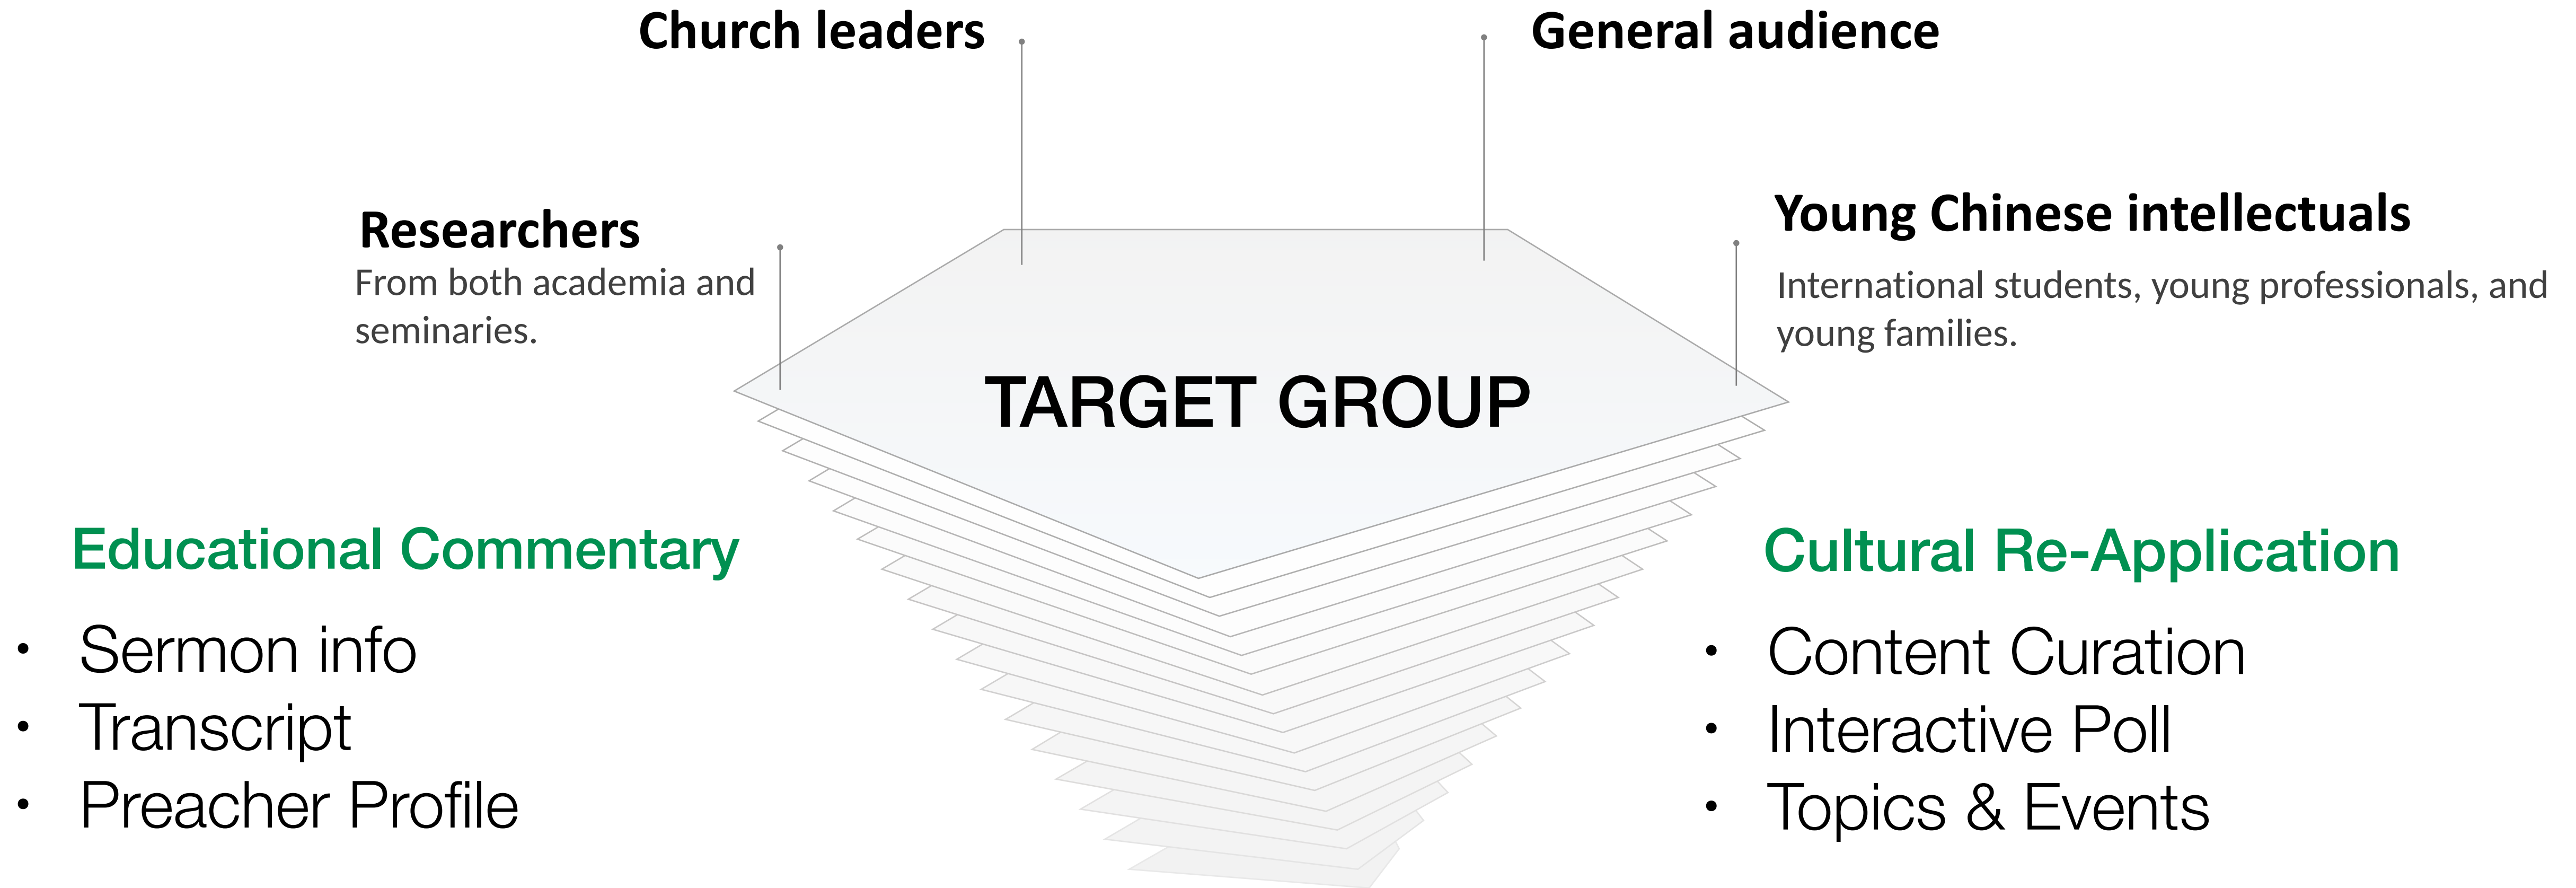 Church leaders
General audience
Researchers
From both academia and
seminaries.
Young Chinese intellectuals
International students, young professionals, and
young families.
TARGET GROUP
Educational Commentary
• Sermon info
• Transcript
• Preacher Profile
Cultural Re-Application
• Content Curation
• Interactive Poll
• Topics & Events